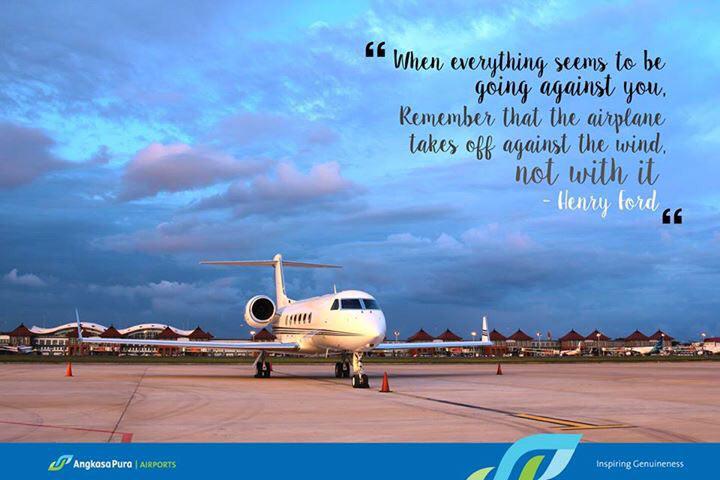 “ When everything seems to be
going against you,
Remember that the airplane
takes off against the wind,
not with it
- Henry Ford ”
AngkasaPura | AIRPORTS
Inspiring Genuineness